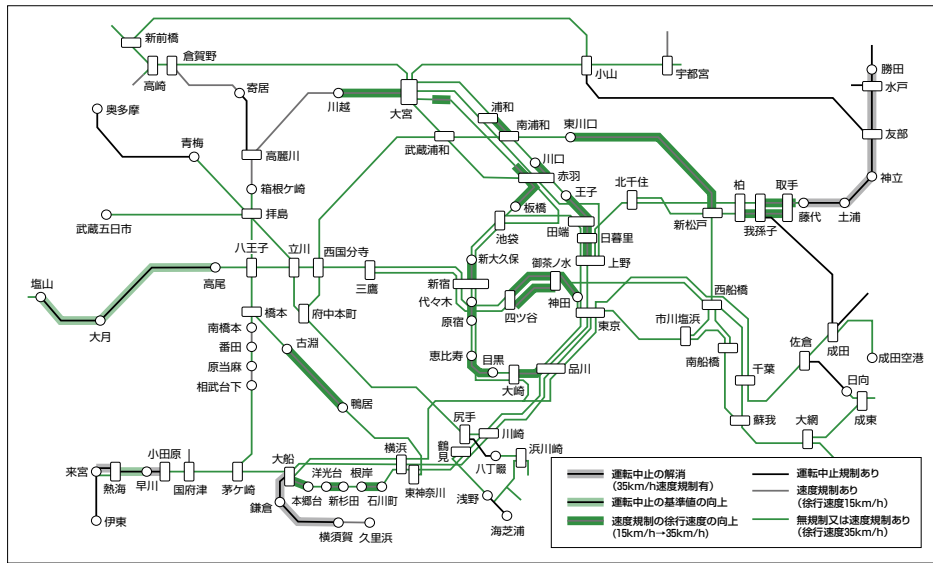 新前橋
倉賀野
高崎
寄居
小山
宇都宮
勝田
水戸
友部
神立
土浦
藤代
取手
我孫子
柏
奥多摩
青梅
川越
大宮
浦和
南浦和
東川口
武蔵浦和
高麗川
箱根ケ崎
拝島
武蔵五日市
川口
赤羽
王子
北千住
新松戸
板橋
池袋
田端
日暮里
上野
八王子
立川
西国分寺
三鷹
新大久保
新宿
代々木
原宿
御茶ノ水
四ツ谷
神田
東京
西船橋
市川塩浜
南船橋
千葉
佐倉
成田
成田空港
日向
成東
大網
蘇我
塩山
大月
高尾
橋本
南橋本
番田
原当麻
相武台下
古淵
鴨居
府中本町
恵比寿
目黒
大崎
品川
尻手
川崎
鶴見
横浜
東神奈川
八丁畷
浜川崎
浅野
海芝浦
来宮
熱海
伊東
小田原
早川
国府津
茅ケ崎
大船
鎌倉
横須賀
久里浜
本郷台
洋光台
新杉田
根岸
石川町
運転中止の解消
(35km/h速度規制有)
運転中止の基準値の向上
速度規制の徐行速度の向上
(15km/h→35km/h)
運転中止規制あり
速度規制あり
(徐行速度15km/h)
無規制又は速度規制あり
(徐行速度35km/h)